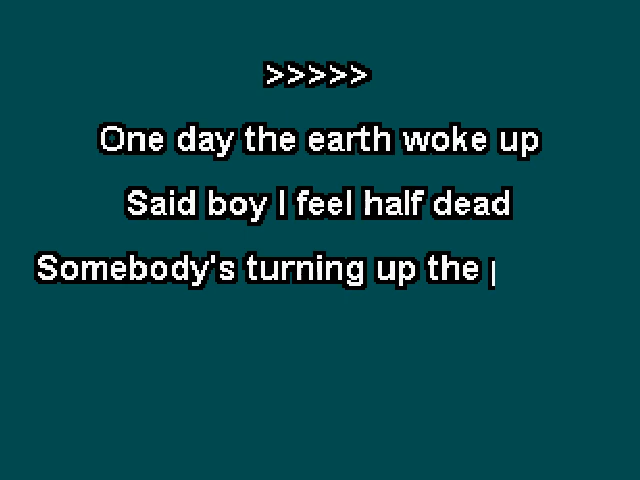 >>>>>
One day the earth woke up
Said boy I feel half dead
Somebody's turning up the